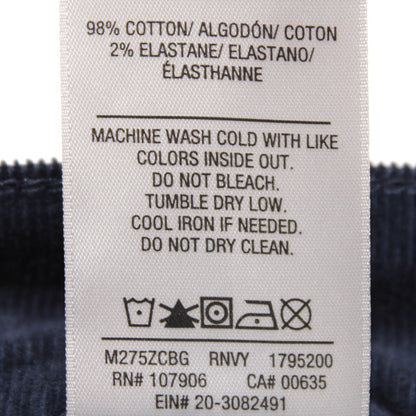 98% COTTON/ ALGODÓN/ COTON
2% ELASTANE/ ELASTANO/
ÉLASTHANNE
MACHINE WASH COLD WITH LIKE
COLORS INSIDE OUT.
DO NOT BLEACH.
TUMBLE DRY LOW.
COOL IRON IF NEEDED.
DO NOT DRY CLEAN.
M275ZCBG RNVY 1795200
RN# 107906 CA# 00635
EIN# 20-3082491